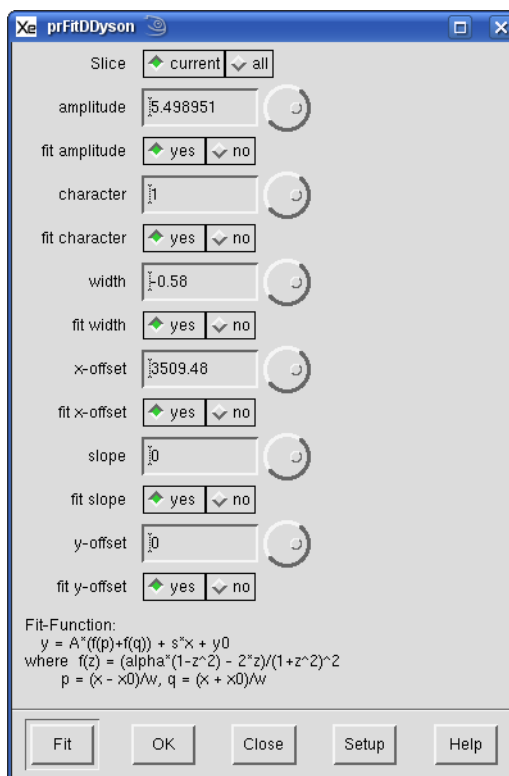 Xe prFitDDyson
Slice current all
amplitude 5.498951
fit amplitude yes no
character 1
fit character yes no
width -0.58
fit width yes no
x-offset 3509.48
fit x-offset yes no
slope 0
fit slope yes no
y-offset 0
fit y-offset yes no
Fit-Function:
y = A*(f(p)+f(q)) + s*x + y0
where f(z) = (alpha*(1-z^2) - 2*z)/(1+z^2)^2
p = (x - x0)/w, q = (x + x0)/w
Fit OK Close Setup Help